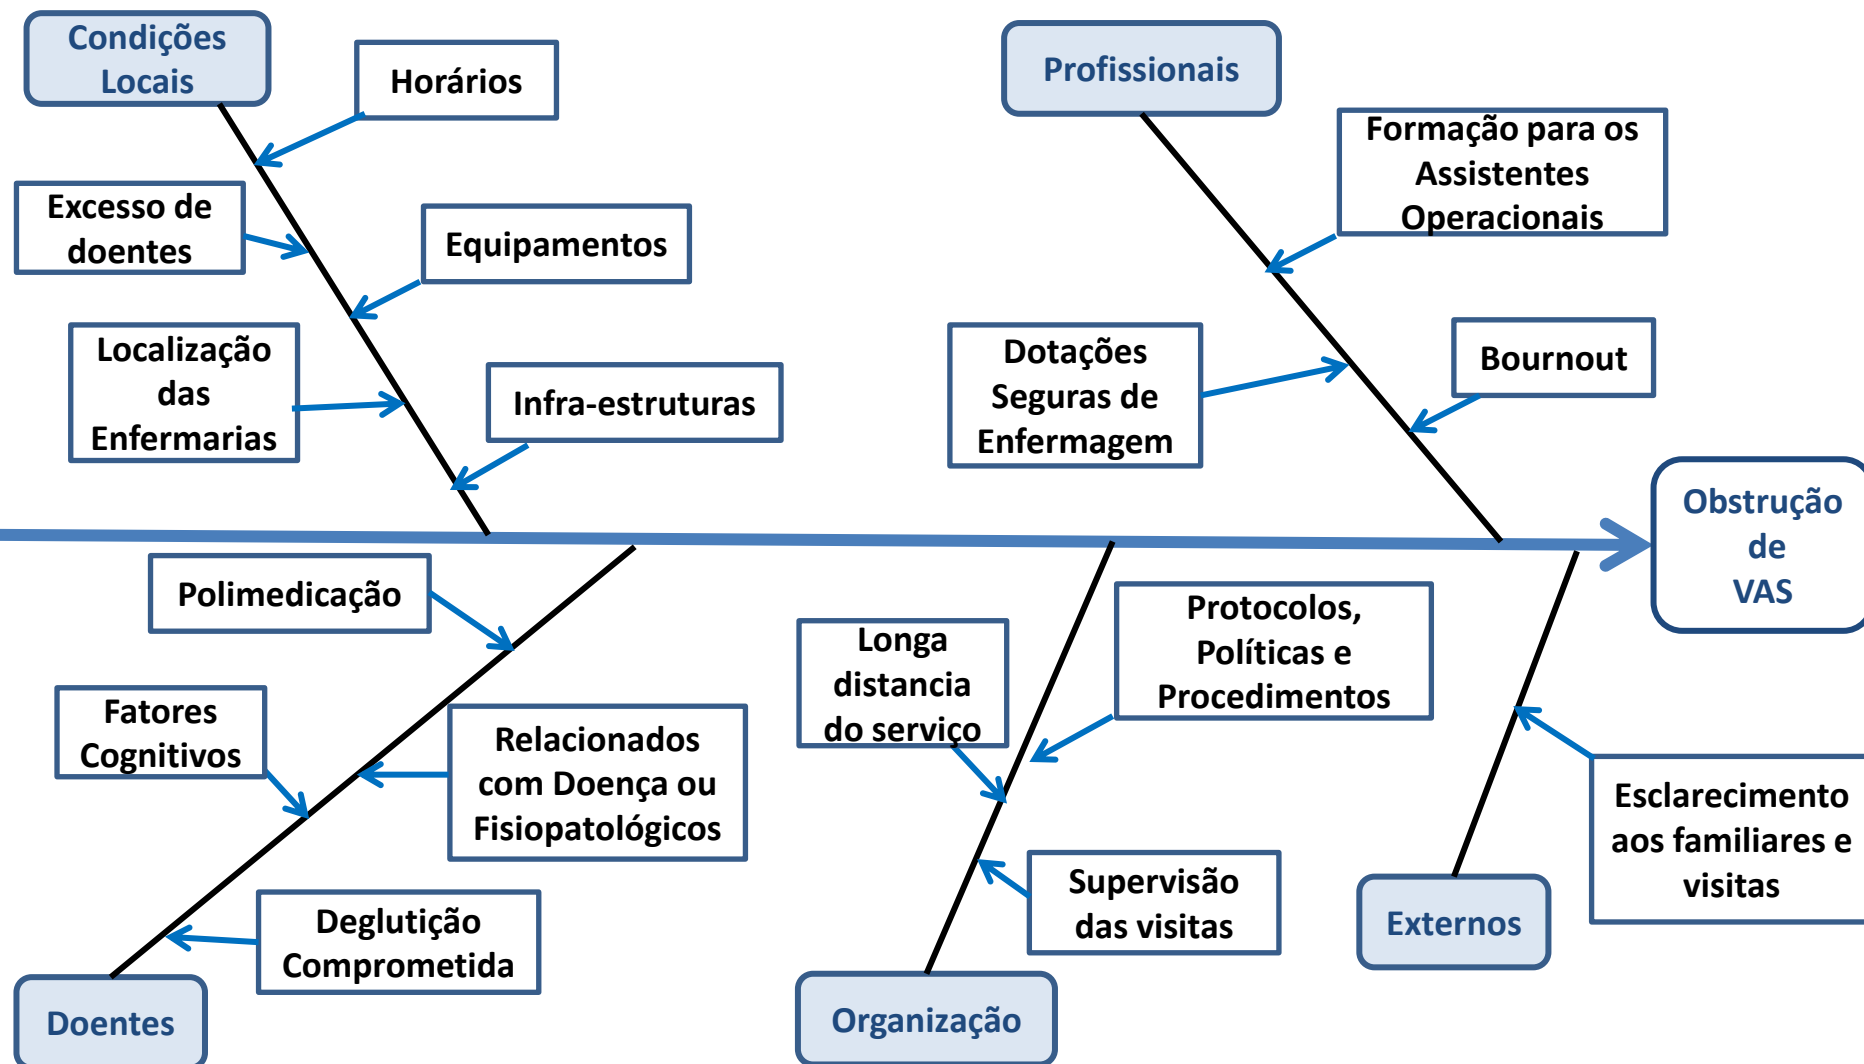 Condições
Locais
Horários
Excesso de
doentes
Equipamentos
Localização
das
Enfermarias
Infra-estruturas
Profissionais
Formação para os
Assistentes
Operacionais
Dotações
Seguras de
Enfermagem
Bournout
Obstrução
de
VAS
Polimedicação
Fatores
Cognitivos
Relacionados
com Doença ou
Fisiopatológicos
Deglutição
Comprometida
Doentes
Longa
distancia
do serviço
Protocolos,
Políticas e
Procedimentos
Supervisão
das visitas
Organização
Esclarecimento
aos familiares e
visitas
Externos